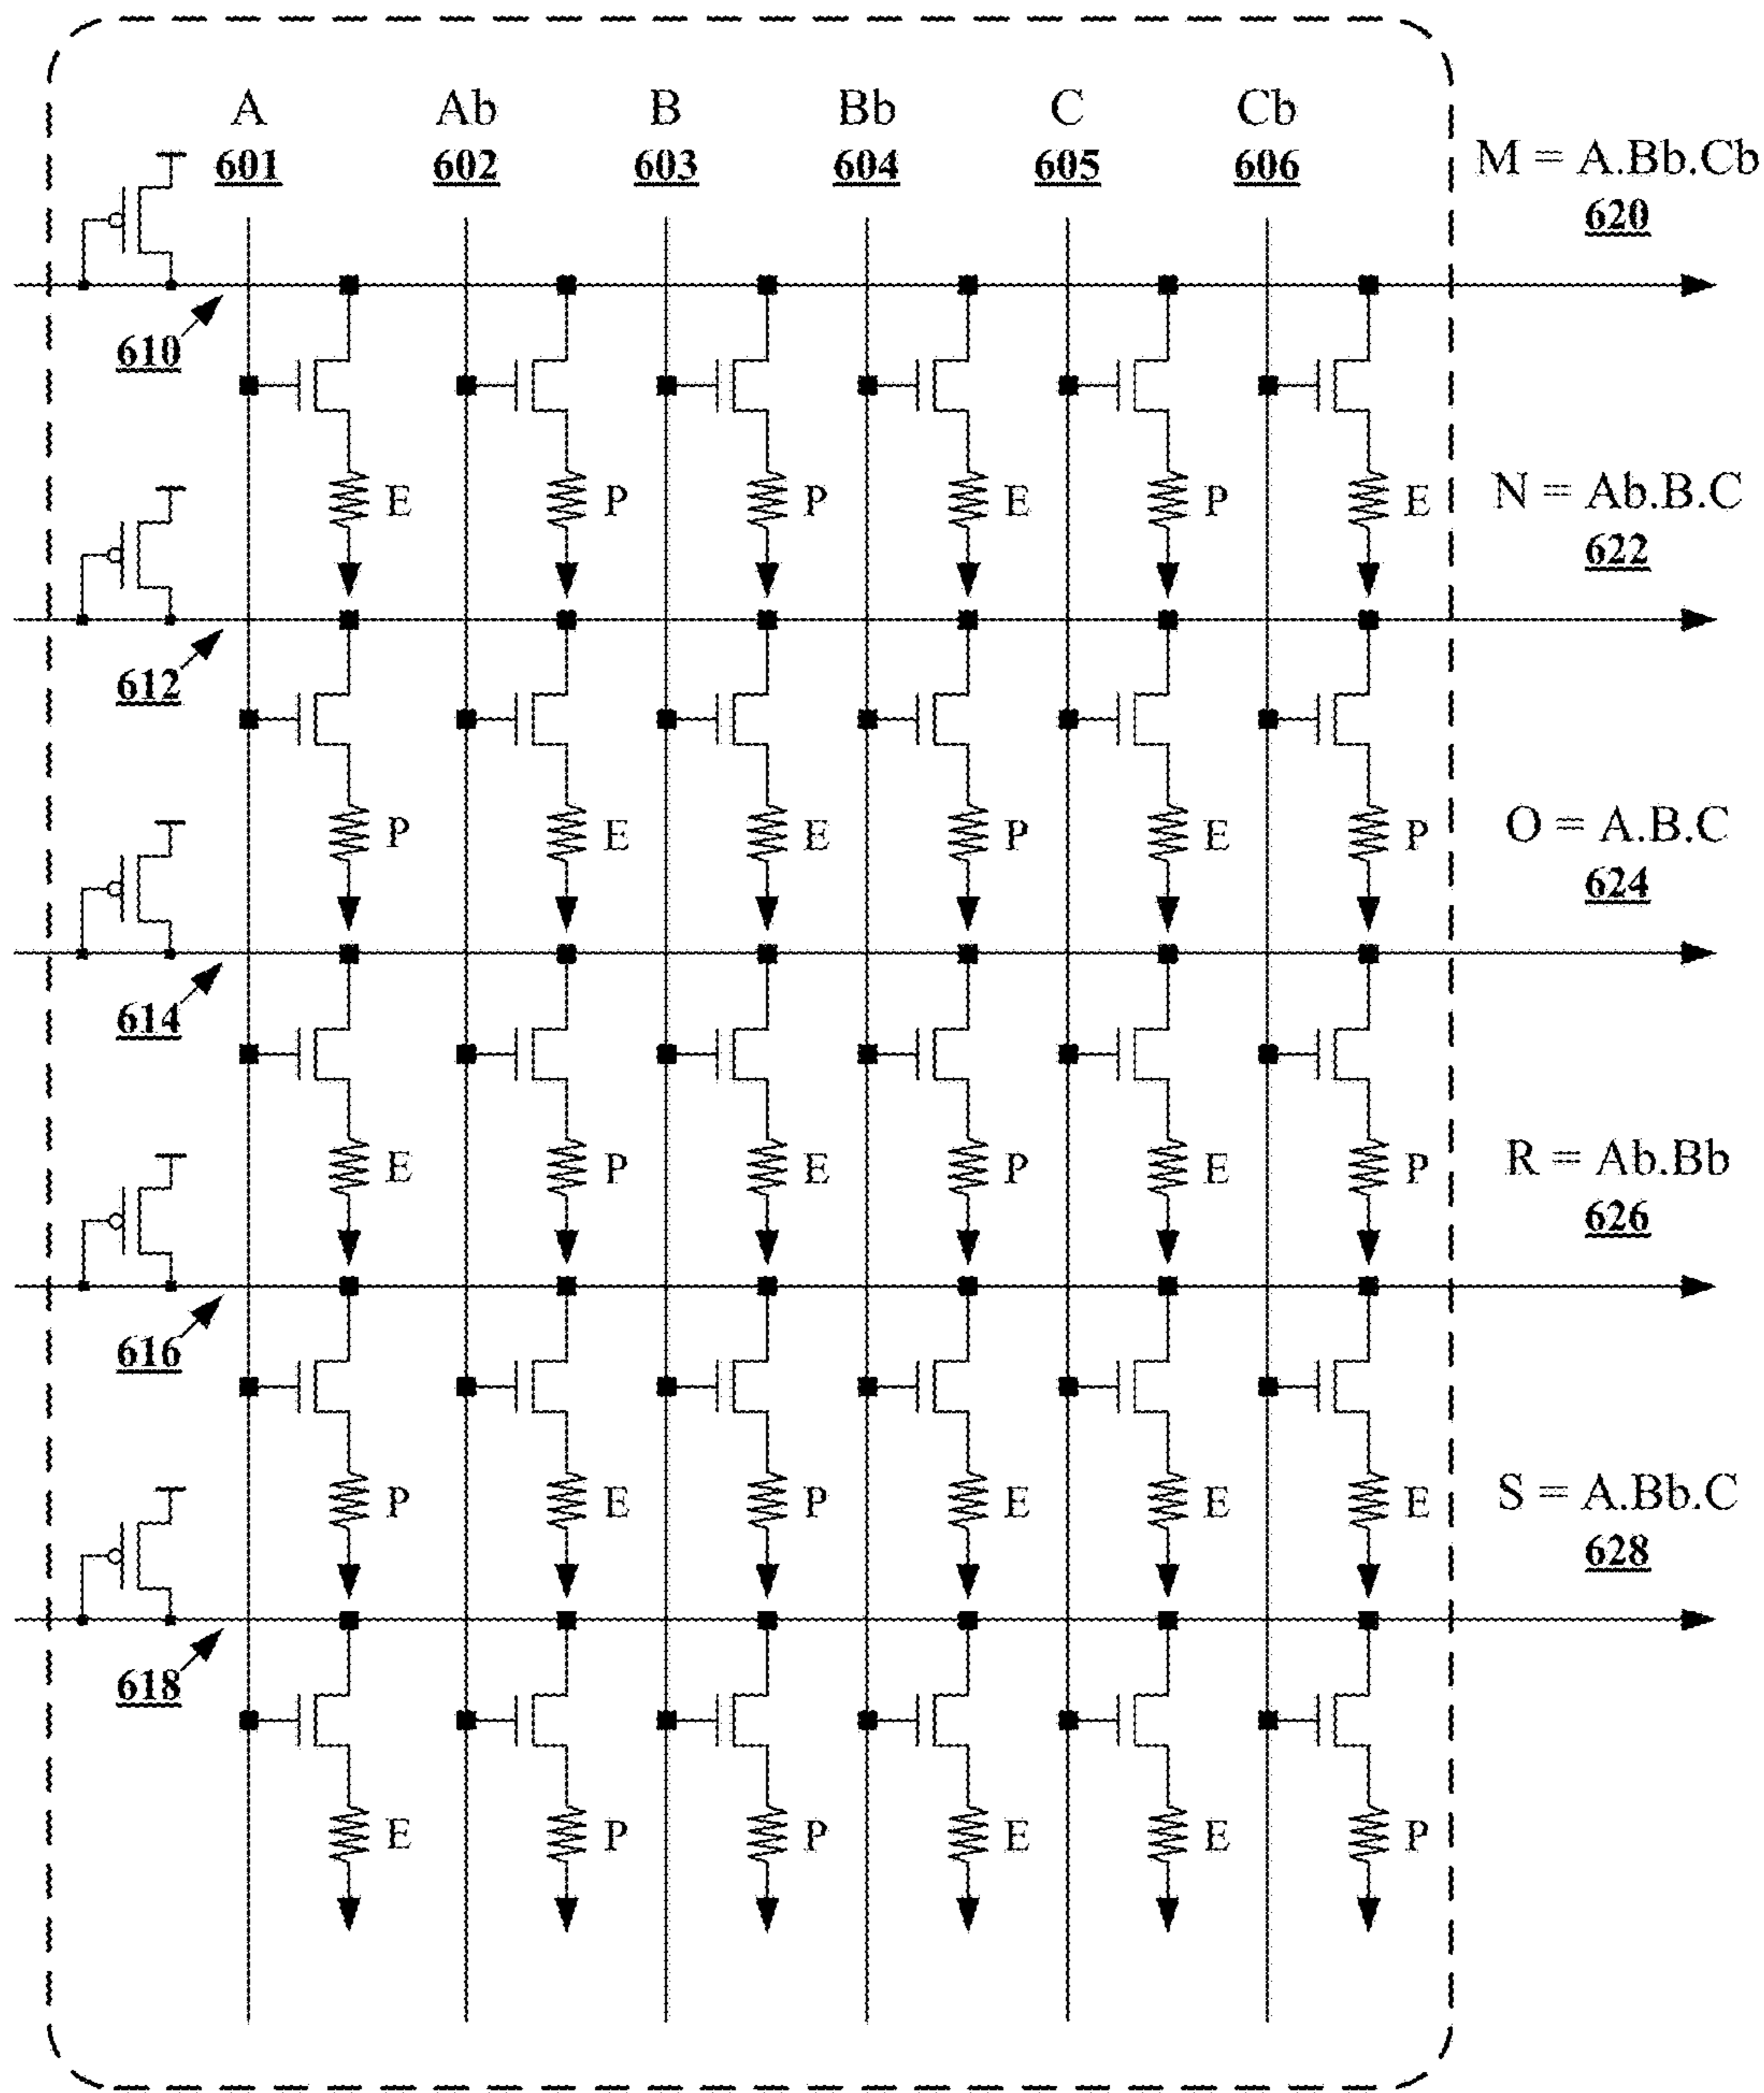 A Ab B Bb C Cb
601 602 603 604 605 606
M = A.Bb.Cb
620
610
E P P E P E
N = Ab.B.C
622
612
P E E P E P
O = A.B.C
624
614
E P E P E P
R = Ab.Bb
626
616
P E P E E E
S = A.Bb.C
628
618
E P P E E P